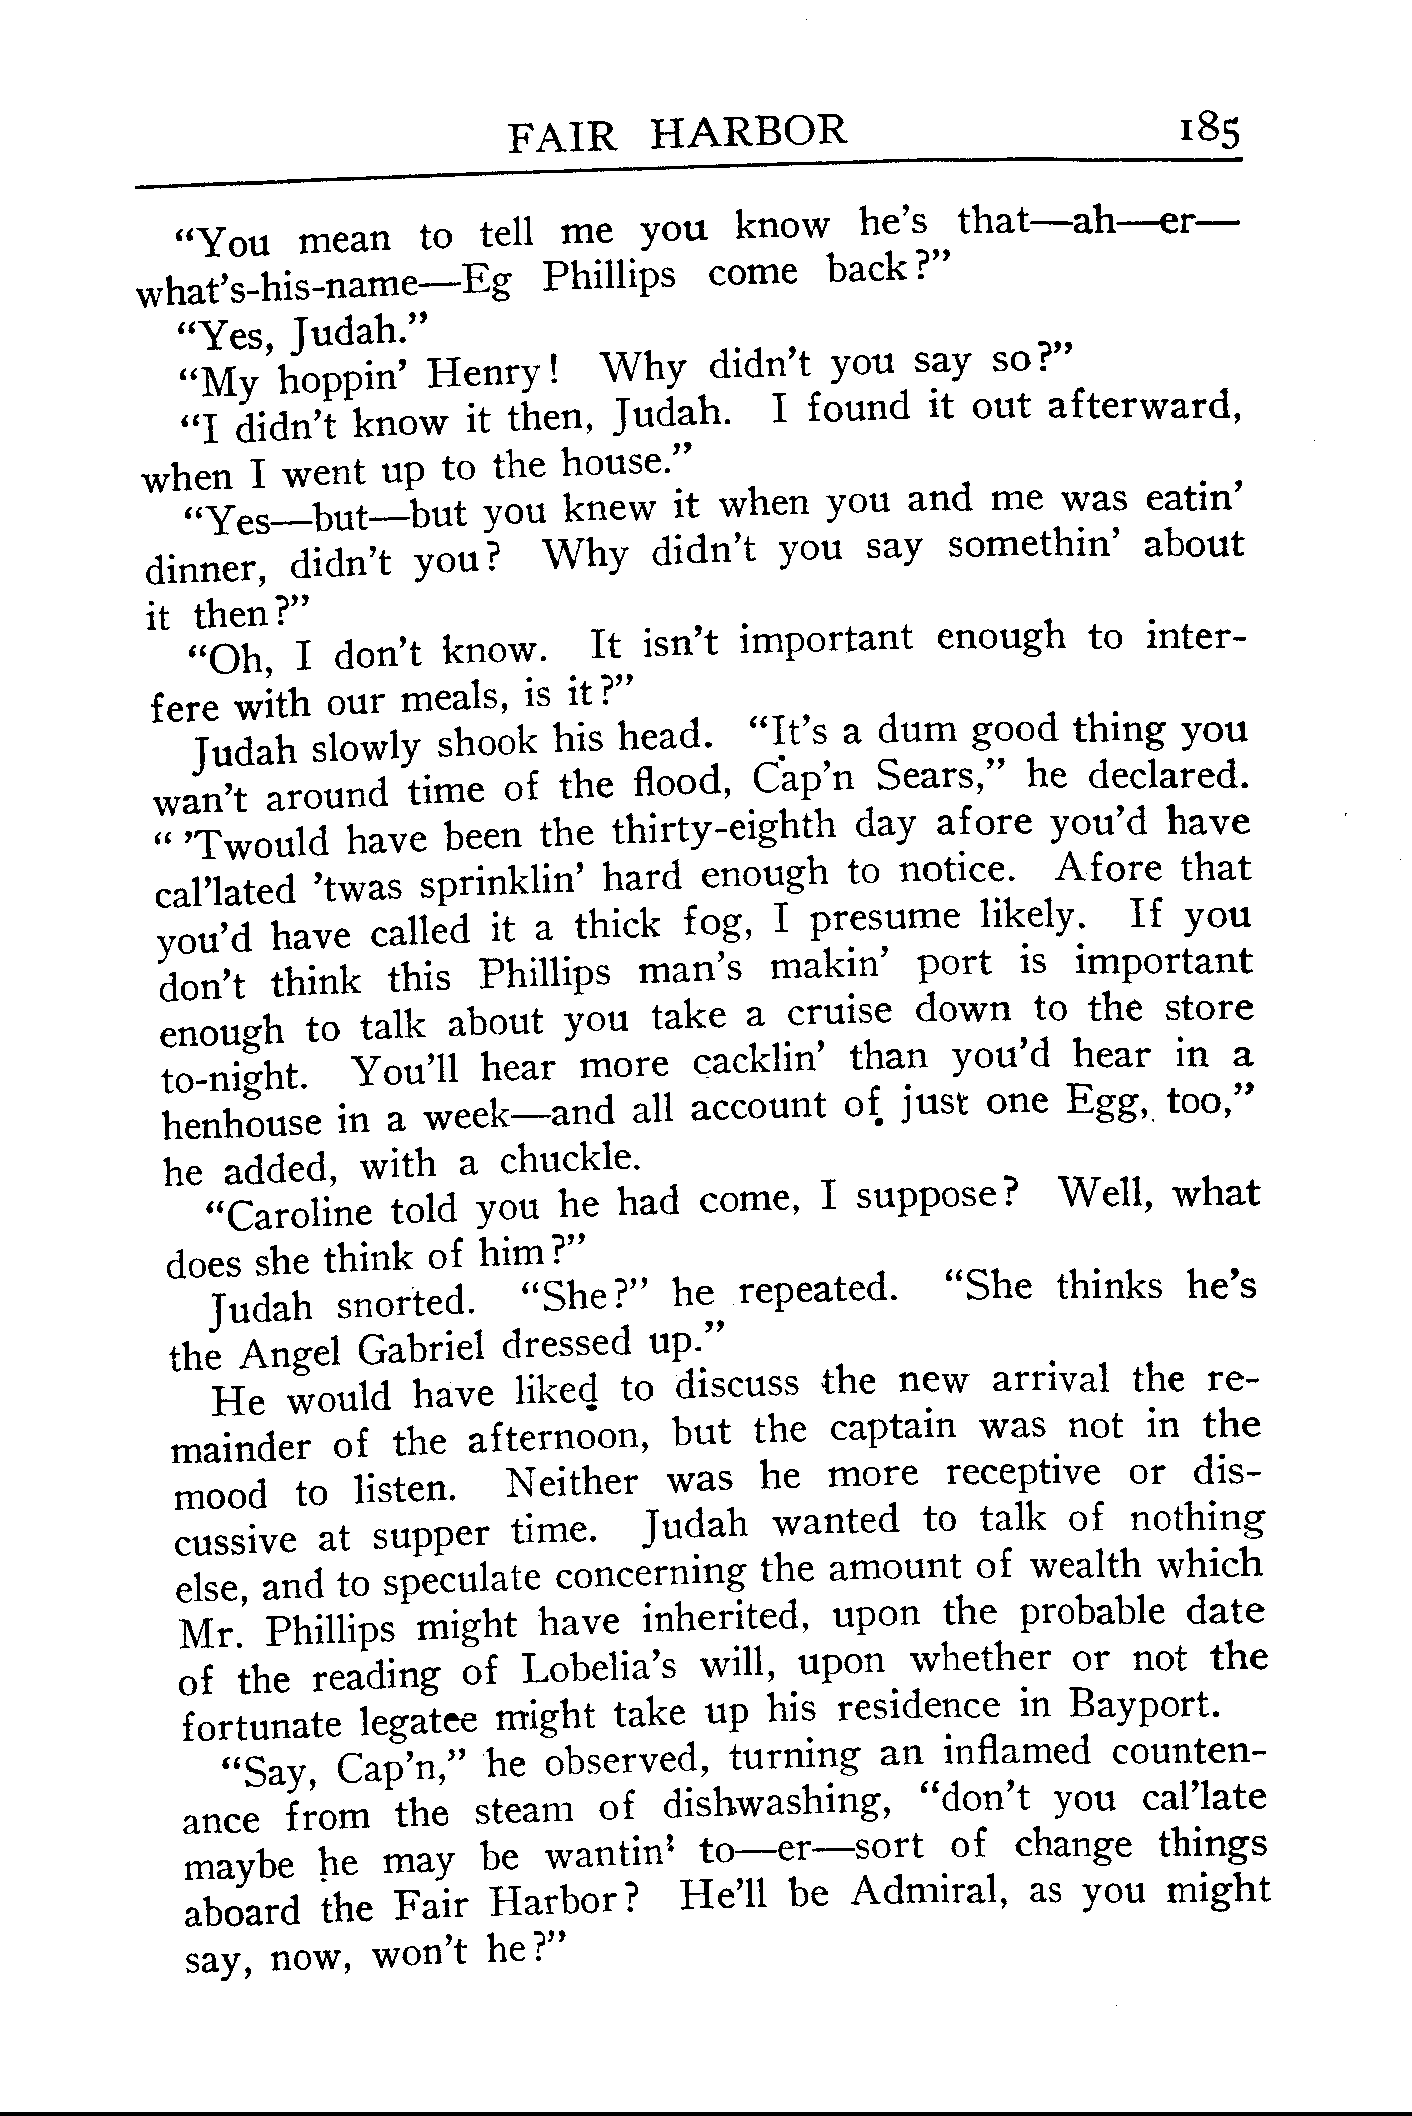 FAIR HARBOR 185
“You mean to tell me you know he’s that—ah—er—
what’s-his-name—Eg Phillips come back?”
“Yes, Judah.”
“My hoppin’ Henry! Why didn’t you say so?”
“I didn’t know it then, Judah. I found it out afterward,
when I went up to the house.”
“Yes—but—but you knew it when you and me was eatin’
dinner, didn’t you? Why didn’t you say somethin’ about
it then?”
“Oh, I don’t know. It isn’t important enough to inter-
fere with our meals, is it?”
Judah slowly shook his head. “It’s a dum good thing you
wan’t around time of the flood, Cap’n Sears,” he declared.
“ ’Twould have been the thirty-eighth day afore you’d have
cal’lated ’twas sprinklin’ hard enough to notice. Afore that
you’d have called it a thick fog, I presume likely. If you
don’t think this Phillips man’s makin’ port is important
enough to talk about you take a cruise down to the store
to-night. You’ll hear more cacklin’ than you’d hear in a
henhouse in a week—and all account of just one Egg, too,”
he added, with a chuckle.
“Caroline told you he had come, I suppose? Well, what
does she think of him?”
Judah snorted. “She?” he repeated. “She thinks he’s
the Angel Gabriel dressed up.”
He would have liked to discuss the new arrival the re-
mainder of the afternoon, but the captain was not in the
mood to listen. Neither was he more receptive or dis-
cussive at supper time. Judah wanted to talk of nothing
else, and to speculate concerning the amount of wealth which
Mr. Phillips might have inherited, upon the probable date
of the reading of Lobelia’s will, upon whether or not the
fortunate legatee might take up his residence in Bayport.
“Say, Cap’n,” he observed, turning an inflamed counten-
ance from the steam of dishwashing, “don’t you cal’late
maybe he may be wantin’ to—er—sort of change things
aboard the Fair Harbor? He’ll be Admiral, as you might
say, now, won’t he?”